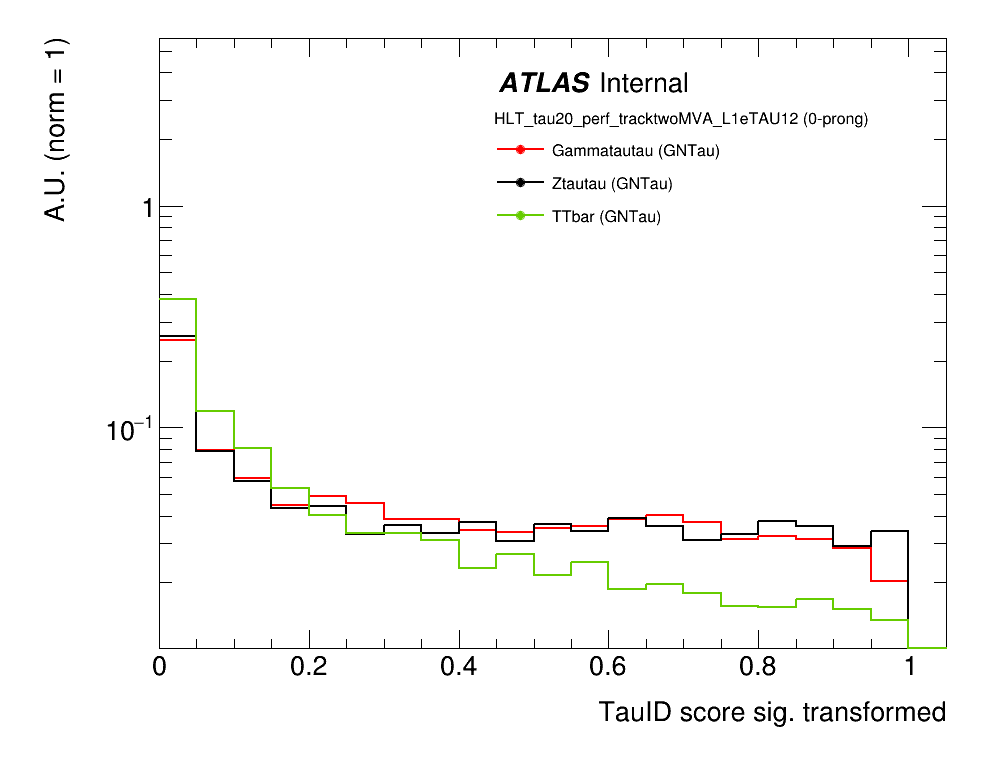 A.U. (norm = 1)
ATLAS Internal
HLT_tau20_perf_tracktwoMVA_L1eTAU12 (0-prong)
Gammatautau (GNTau)
Ztautau (GNTau)
TTbar (GNTau)
1
10⁻¹
0 0.2 0.4 0.6 0.8 1
TauID score sig. transformed